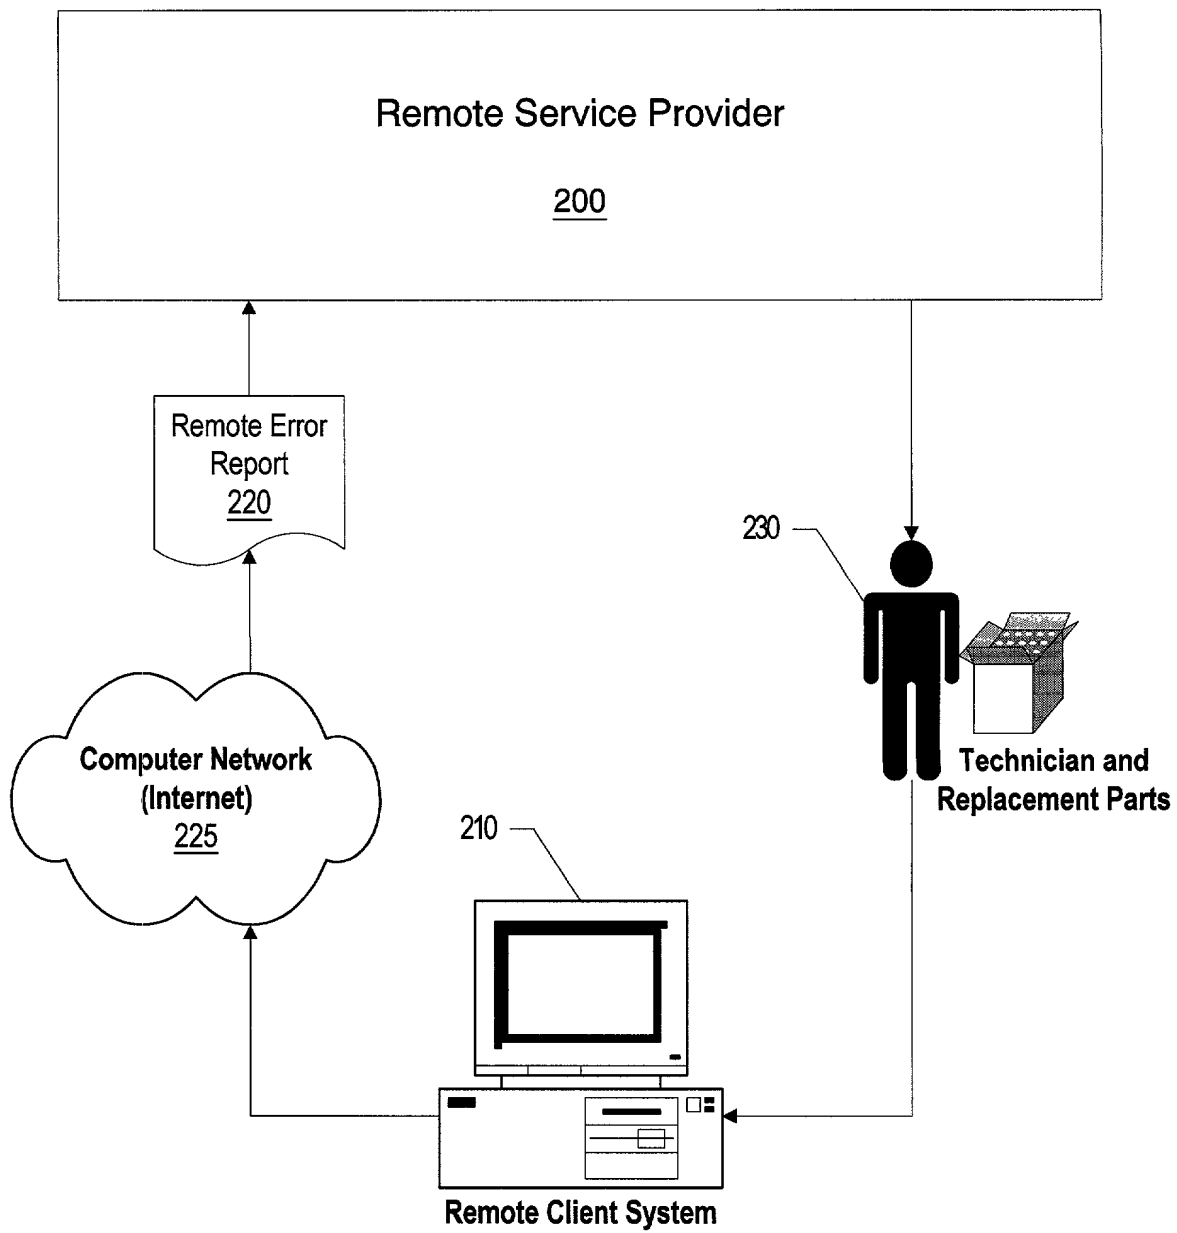 Remote Service Provider
200
Remote Error
Report
220
230
Technician and
Replacement Parts
Computer Network
(Internet)
225
210
Remote Client System